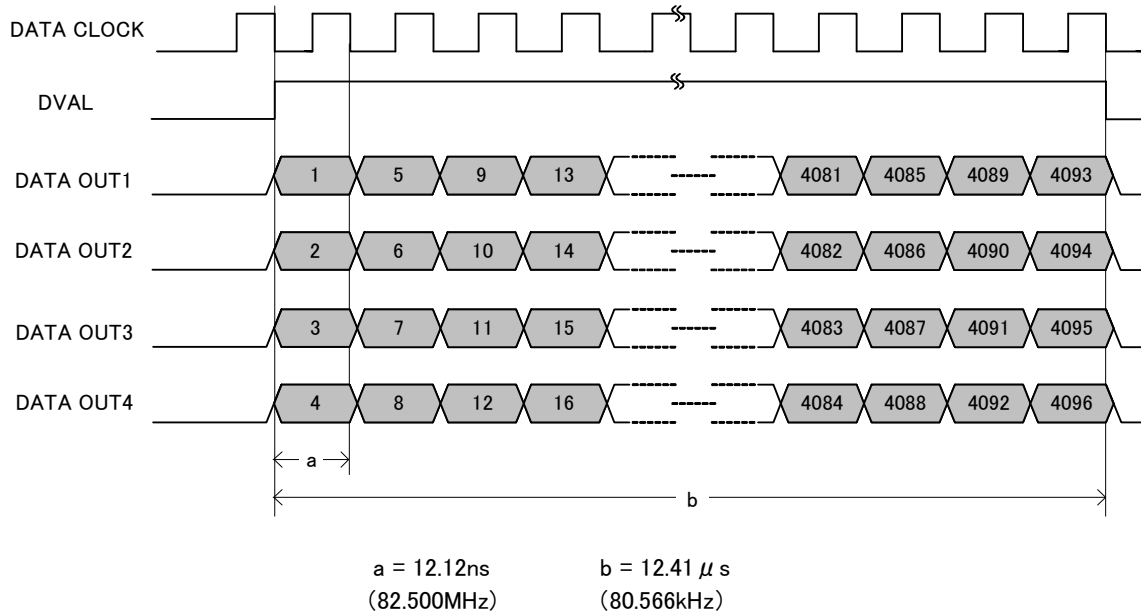 DATA CLOCK
DVAL
DATA OUT1 1 5 9 13 4081 4085 4089 4093
DATA OUT2 2 6 10 14 4082 4086 4090 4094
DATA OUT3 3 7 11 15 4083 4087 4091 4095
DATA OUT4 4 8 12 16 4084 4088 4092 4096
a
b
a = 12.12ns b = 12.41 μ s
(82.500MHz) (80.566kHz)